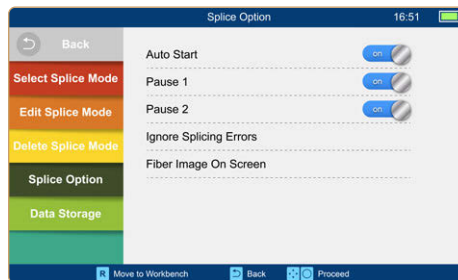 Splice Option 16:51
Back
Select Splice Mode
Edit Splice Mode
Delete Splice Mode
Splice Option
Data Storage
Auto Start on
Pause 1 on
Pause 2 on
Ignore Splicing Errors
Fiber Image On Screen
R Move to Workbench Back Proceed